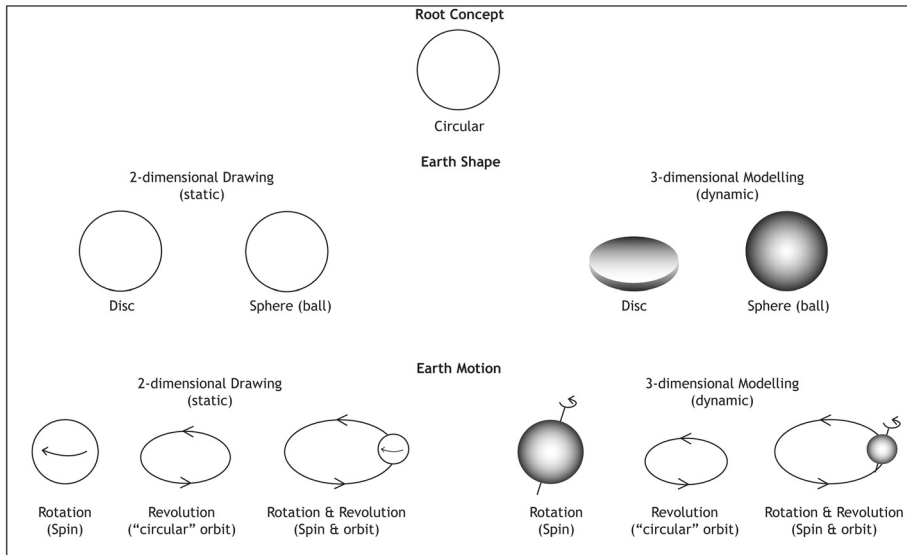 Root Concept
Circular
Earth Shape
2-dimensional Drawing
(static)
3-dimensional Modelling
(dynamic)
Disc
Sphere (ball)
Disc
Sphere (ball)
Earth Motion
2-dimensional Drawing
(static)
3-dimensional Modelling
(dynamic)
Rotation
(Spin)
Revolution
(“circular” orbit)
Rotation & Revolution
(Spin & orbit)
Rotation
(Spin)
Revolution
(“circular” orbit)
Rotation & Revolution
(Spin & orbit)